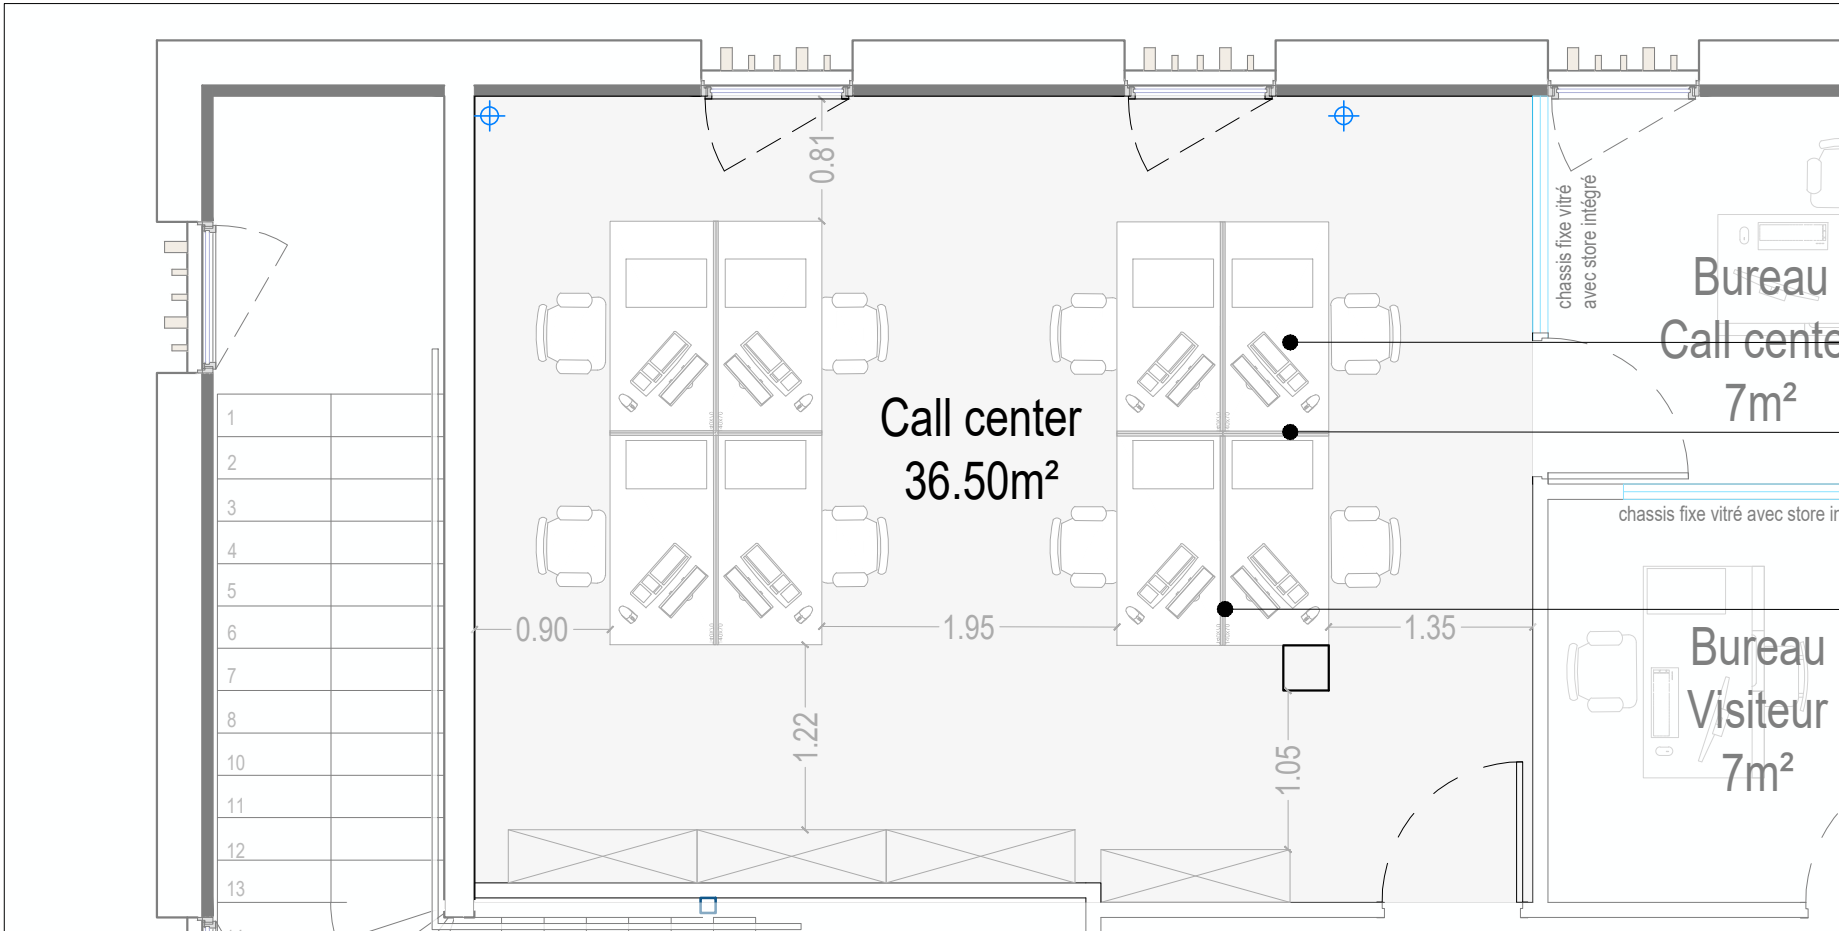 0.81
chassis fixe vitré
avec store intégré
Bureau
Call cente
7m²
Call center
36.50m²
1
2
3
4
5
6
7
8
9
10
11
12
13
chassis fixe vitré avec store in
0.90
1.95
1.35
Bureau
Visiteur
7m²
1.22
1.05